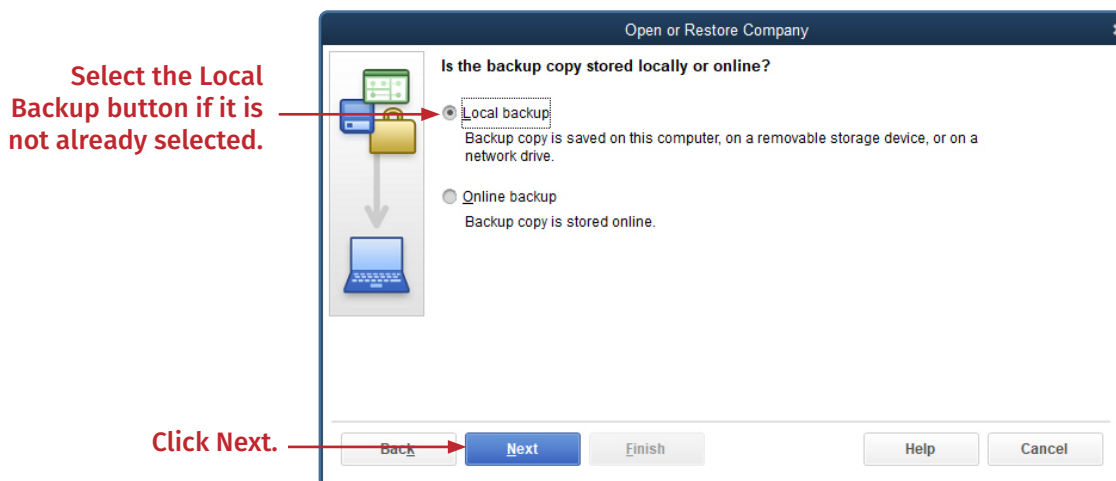 Open or Restore Company
Is the backup copy stored locally or online?
Select the Local
Backup button if it is
not already selected.
Local backup
Backup copy is saved on this computer, on a removable storage device, or on a
network drive.
Online backup
Backup copy is stored online.
Click Next.
Back
Next
Finish
Help
Cancel